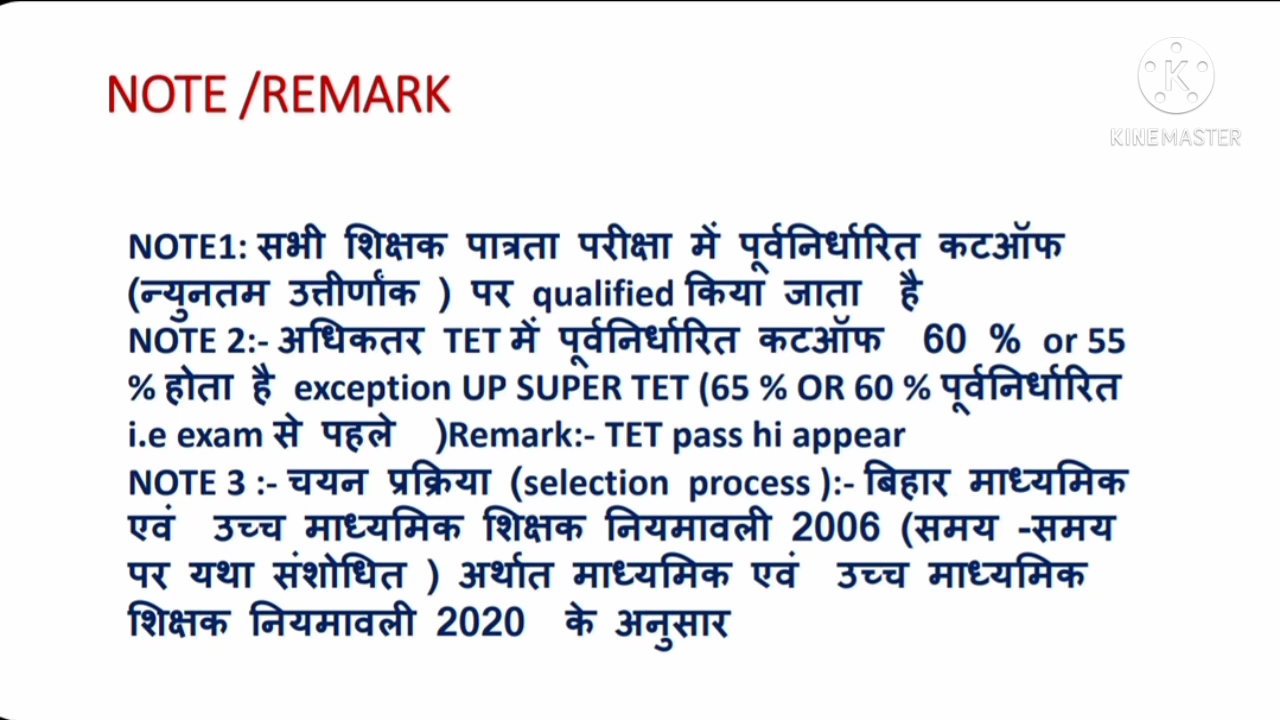 NOTE /REMARK
KINEMASTER
NOTE1: सभी शिक्षक पात्रता परीक्षा में पूर्वनिर्धारित कटऑफ
(न्युनतम उत्तीर्णांक ) पर qualified किया जाता है
NOTE 2:- अधिकतर TET में पूर्वनिर्धारित कटऑफ 60 % or 55
% होता है exception UP SUPER TET (65 % OR 60 % पूर्वनिर्धारित
i.e exam से पहले )Remark:- TET pass hi appear
NOTE 3 :- चयन प्रक्रिया (selection process ):- बिहार माध्यमिक
एवं उच्च माध्यमिक शिक्षक नियमावली 2006 (समय -समय
पर यथा संशोधित ) अर्थात माध्यमिक एवं उच्च माध्यमिक
शिक्षक नियमावली 2020 के अनुसार